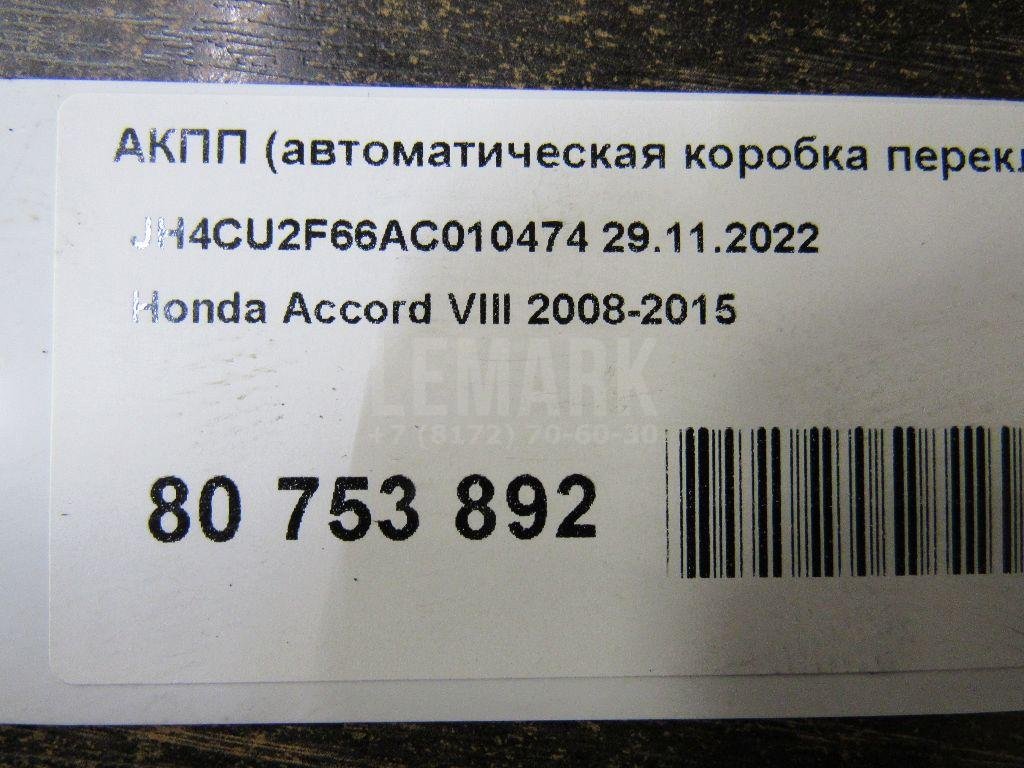 АКПП (автоматическая коробка перекл
JH4CU2F66AC010474 29.11.2022
Honda Accord VIII 2008-2015
LEMARK
+7 (8172) 70-60-30
80 753 892